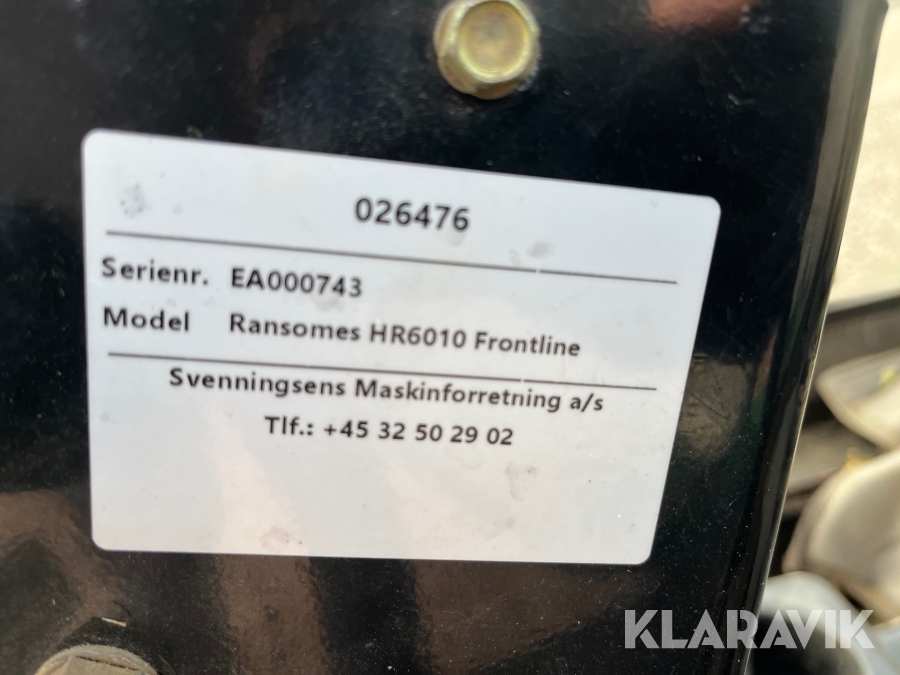 026476
Serienr. EA000743
Model Ransomes HR6010 Frontline
Svenningsens Maskinforretning a/s
Tlf.: +45 32 50 29 02
KLARAVIK